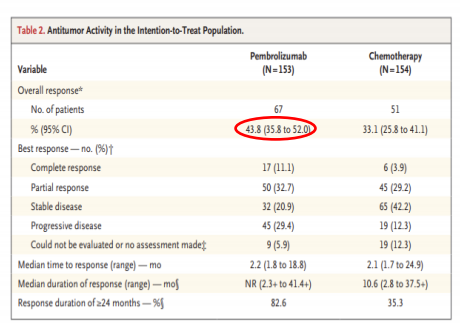 Table 2. Antitumor Activity in the Intention-to-Treat Population.
Variable Pembrolizumab (N=153) Chemotherapy (N=154)
Overall response*
No. of patients 67 51
% (95% CI) 43.8 (35.8 to 52.0) 33.1 (25.8 to 41.1)
Best response — no. (%)†
Complete response 17 (11.1) 6 (3.9)
Partial response 50 (32.7) 45 (29.2)
Stable disease 32 (20.9) 65 (42.2)
Progressive disease 45 (29.4) 19 (12.3)
Could not be evaluated or no assessment made‡ 9 (5.9) 19 (12.3)
Median time to response (range) — mo 2.2 (1.8 to 18.8) 2.1 (1.7 to 24.9)
Median duration of response (range) — mo§ NR (2.3+ to 41.4+) 10.6 (2.8 to 37.5+)
Response duration of ≥24 months — %§ 82.6 35.3